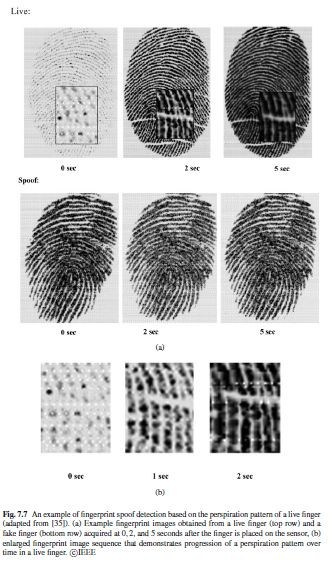 Live:
0 sec 2 sec 5 sec
Spoof:
0 sec 2 sec 5 sec
(a)
0 sec 1 sec 2 sec
(b)
Fig. 7.7 An example of fingerprint spoof detection based on the perspiration pattern of a live finger
(adapted from [35]). (a) Example fingerprint images obtained from a live finger (top row) and a
fake finger (bottom row) acquired at 0, 2, and 5 seconds after the finger is placed on the sensor, (b)
enlarged fingerprint image sequence that demonstrates progression of a perspiration pattern over
time in a live finger. ©IEEE